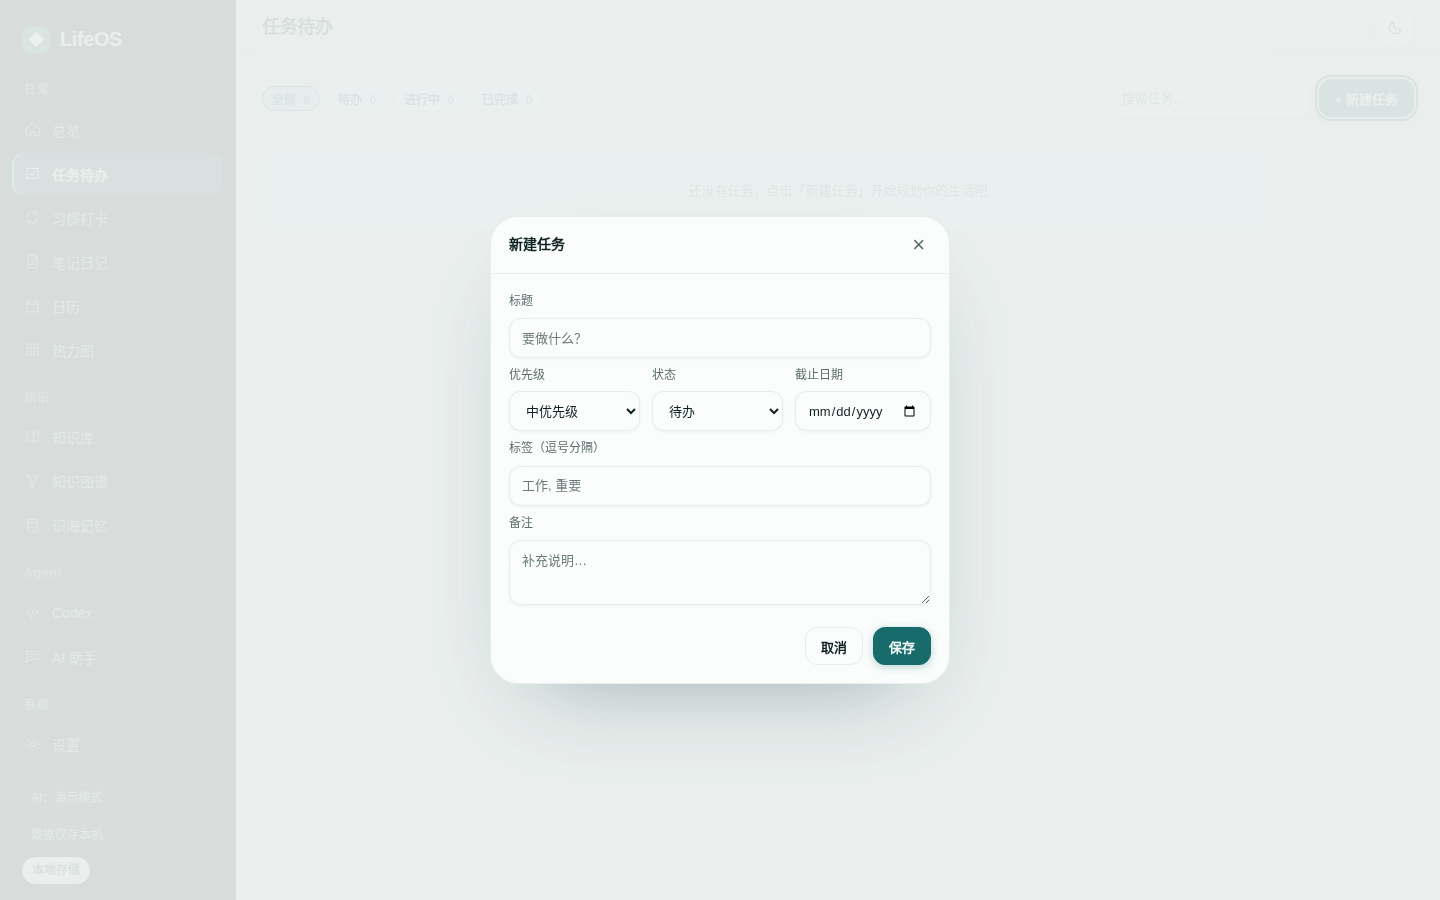 LifeOS
日常
总览
任务待办
习惯打卡
笔记日记
日历
热力图
知识
知识库
知识图谱
识海记忆
Agent
Codex
AI 助手
系统
设置
AI: 演示模式
数据仅存本机
本地存储
任务待办
全部 0
待办 0
进行中 0
已完成 0
搜索任务...
+ 新建任务
还没有任务，点击「新建任务」开始规划你的生活吧
新建任务
×
标题
要做什么？
优先级
状态
截止日期
中优先级
待办
mm/dd/yyyy
标签（逗号分隔）
工作, 重要
备注
补充说明…
取消
保存